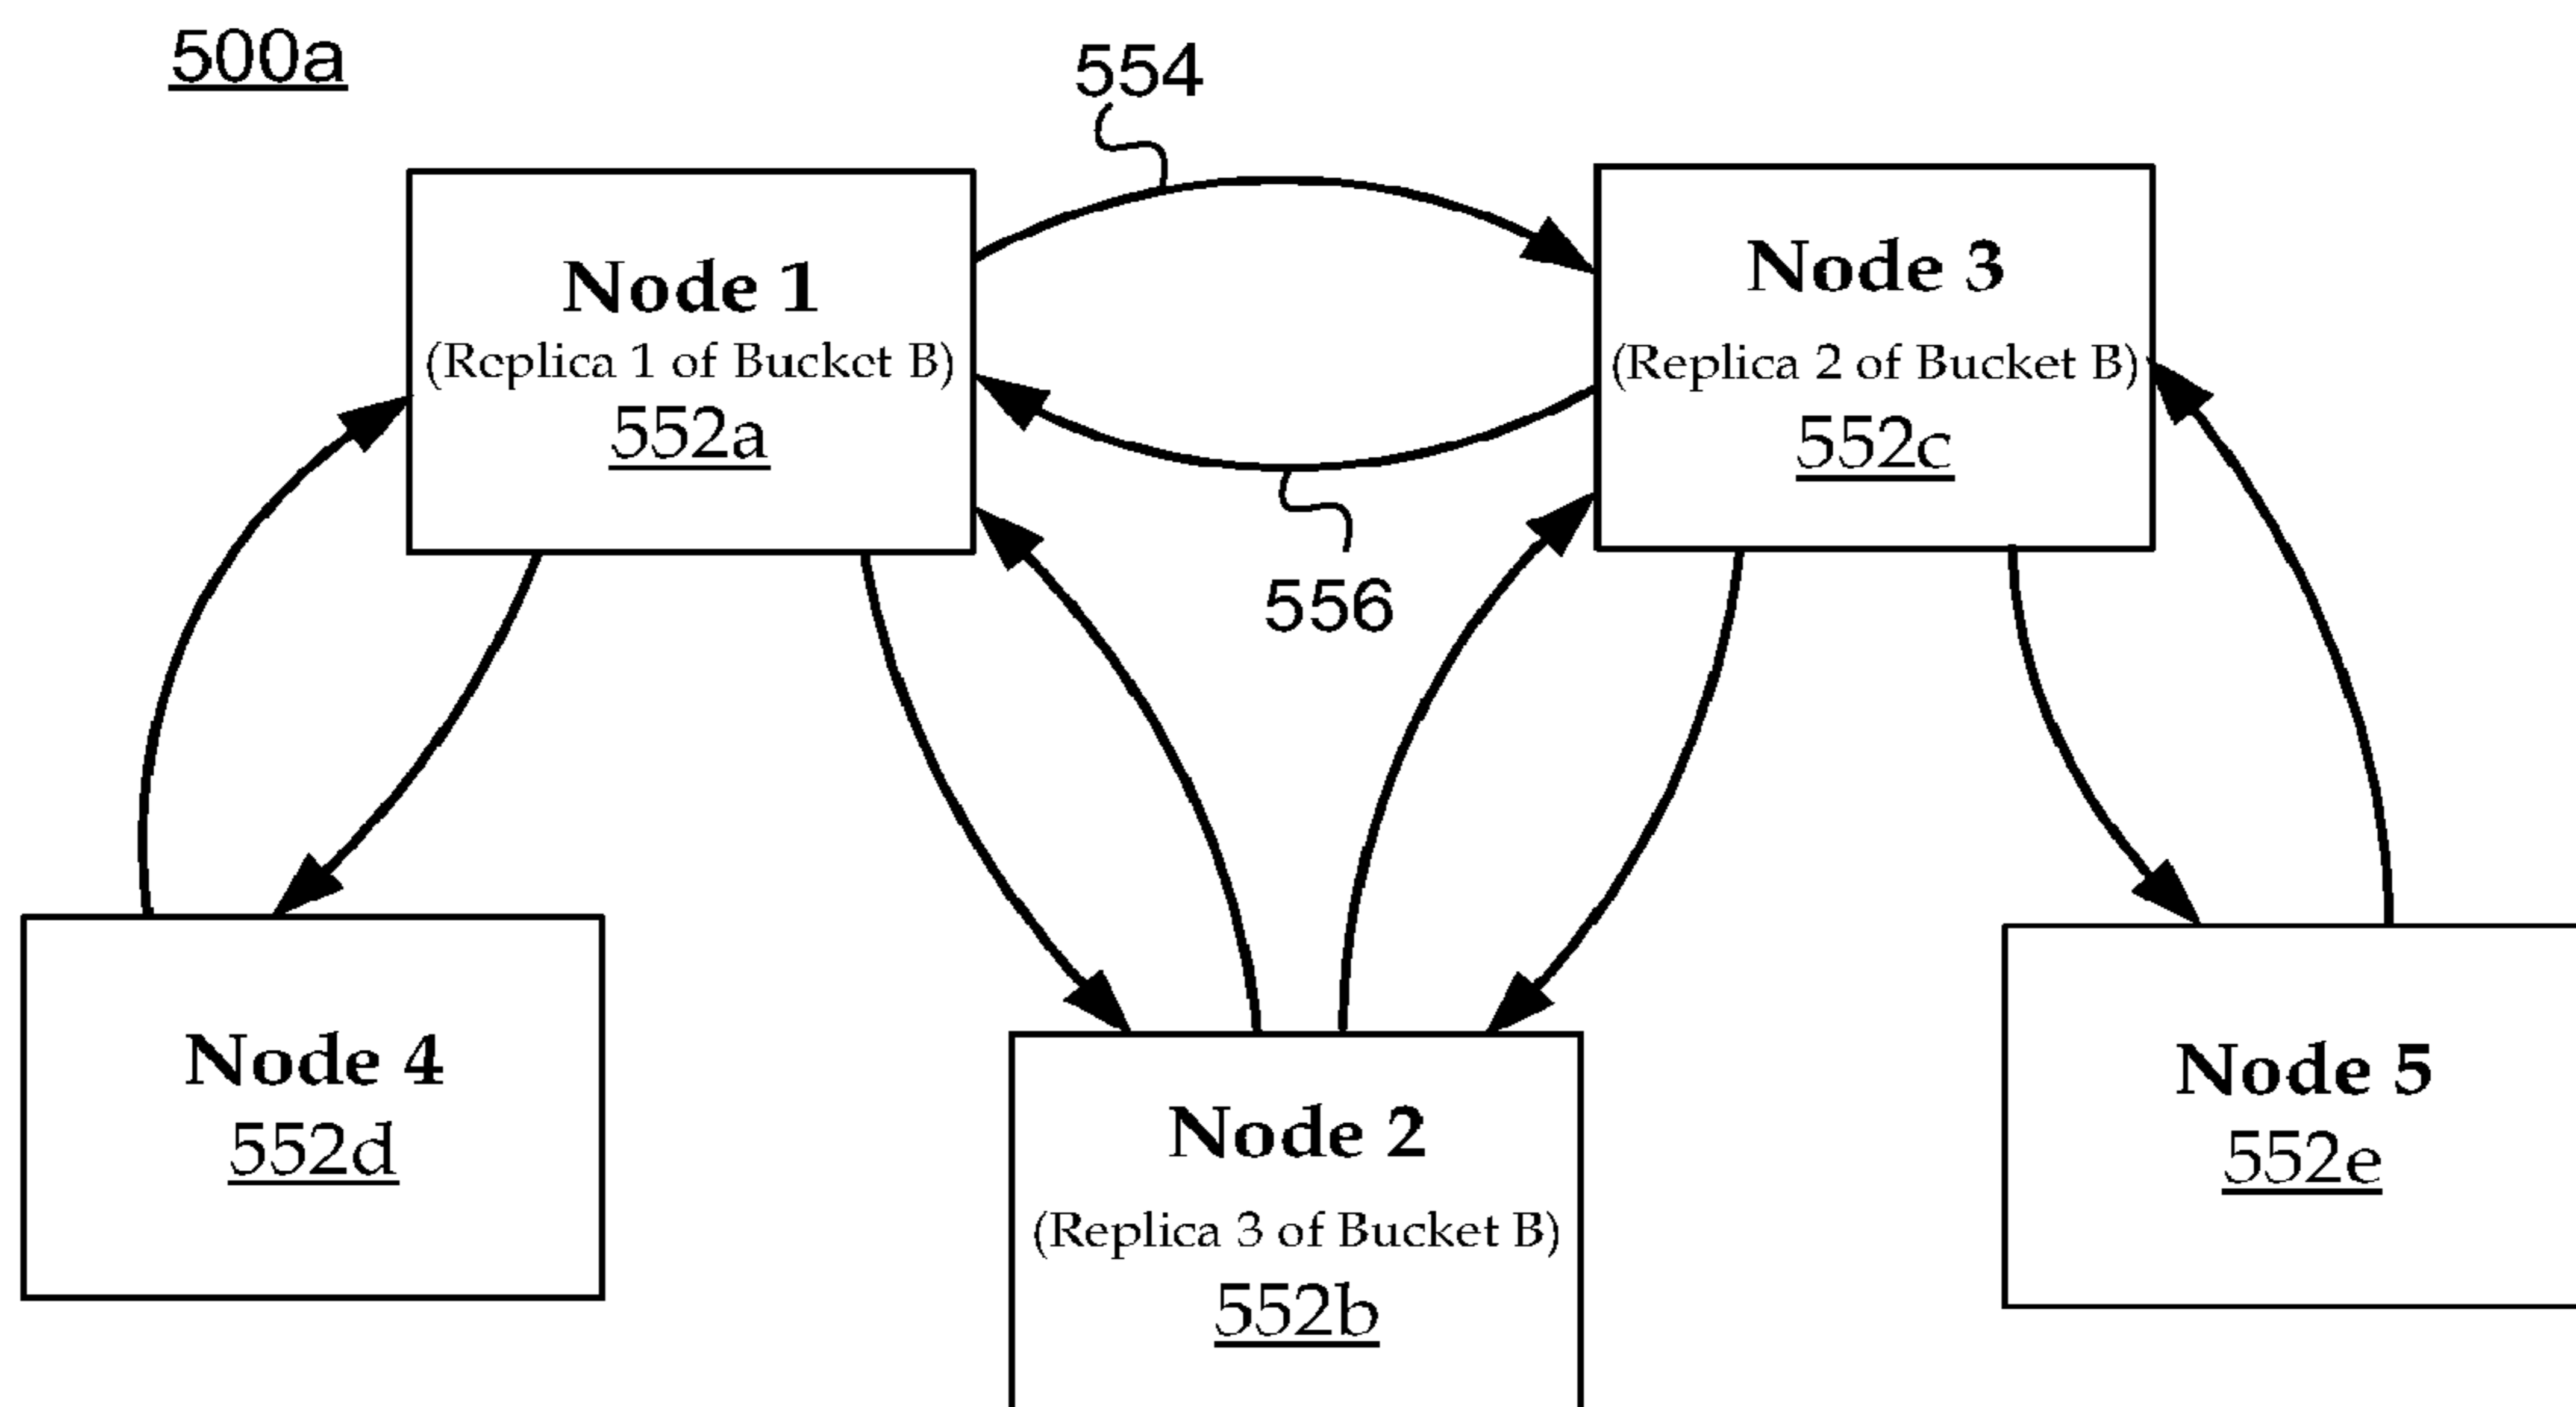 500a
554
Node 1
(Replica 1 of Bucket B)
552a
Node 3
(Replica 2 of Bucket B)
552c
556
Node 4
552d
Node 2
(Replica 3 of Bucket B)
552b
Node 5
552e